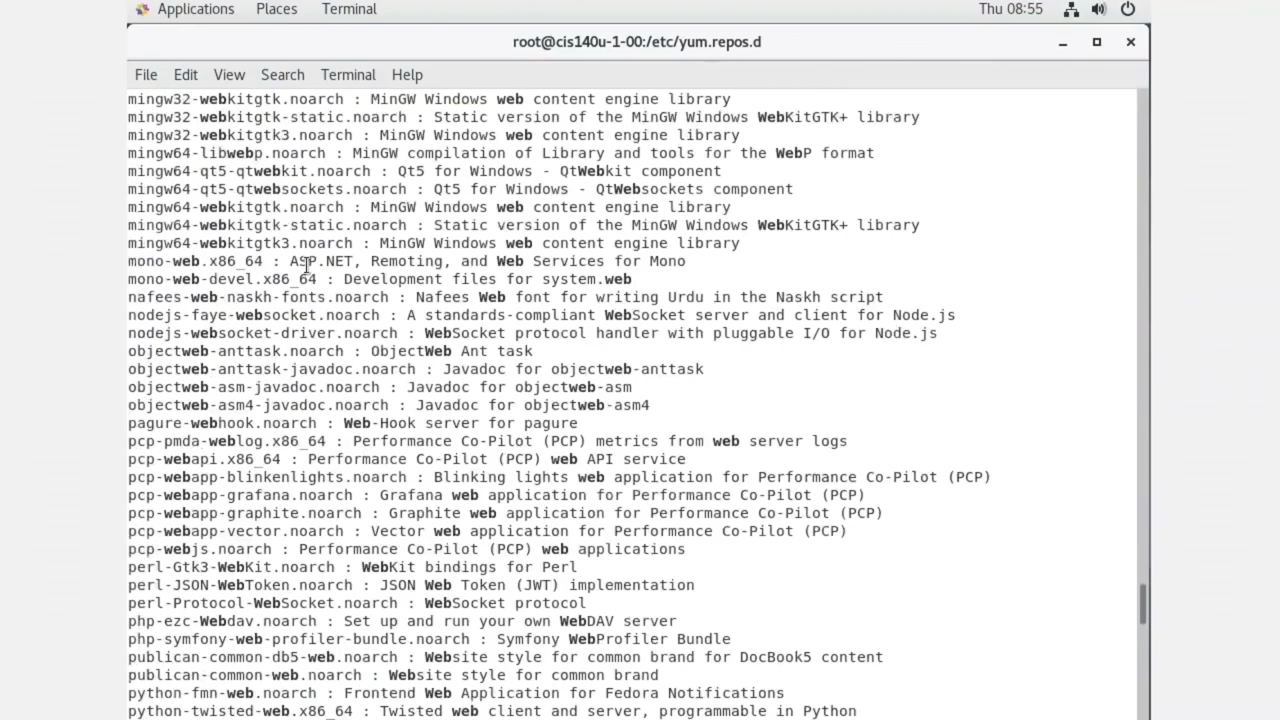 Applications Places Terminal Thu 08:55
root@cis140u-1-00:/etc/yum.repos.d
File Edit View Search Terminal Help
mingw32-webkitgtk.noarch : MinGW Windows web content engine library
mingw32-webkitgtk-static.noarch : Static version of the MinGW Windows WebKitGTK+ library
mingw32-webkitgtk3.noarch : MinGW Windows web content engine library
mingw64-libwebp.noarch : MinGW compilation of Library and tools for the WebP format
mingw64-qt5-qtwebkit.noarch : Qt5 for Windows - QtWebkit component
mingw64-qt5-qtwebsockets.noarch : Qt5 for Windows - QtWebsockets component
mingw64-webkitgtk.noarch : MinGW Windows web content engine library
mingw64-webkitgtk-static.noarch : Static version of the MinGW Windows WebKitGTK+ library
mingw64-webkitgtk3.noarch : MinGW Windows web content engine library
mono-web.x86_64 : ASP.NET, Remoting, and Web Services for Mono
mono-web-devel.x86_64 : Development files for system.web
nafees-web-naskh-fonts.noarch : Nafees Web font for writing Urdu in the Naskh script
nodejs-faye-websocket.noarch : A standards-compliant WebSocket server and client for Node.js
nodejs-websocket-driver.noarch : WebSocket protocol handler with pluggable I/O for Node.js
objectweb-anttask.noarch : ObjectWeb Ant task
objectweb-anttask-javadoc.noarch : Javadoc for objectweb-anttask
objectweb-asm-javadoc.noarch : Javadoc for objectweb-asm
objectweb-asm4-javadoc.noarch : Javadoc for objectweb-asm4
pagure-webhook.noarch : Web-Hook server for pagure
pcp-pmda-weblog.x86_64 : Performance Co-Pilot (PCP) metrics from web server logs
pcp-webapi.x86_64 : Performance Co-Pilot (PCP) web API service
pcp-webapp-blinkenlights.noarch : Blinking lights web application for Performance Co-Pilot (PCP)
pcp-webapp-grafana.noarch : Grafana web application for Performance Co-Pilot (PCP)
pcp-webapp-graphite.noarch : Graphite web application for Performance Co-Pilot (PCP)
pcp-webapp-vector.noarch : Vector web application for Performance Co-Pilot (PCP)
pcp-webjs.noarch : Performance Co-Pilot (PCP) web applications
perl-Gtk3-WebKit.noarch : WebKit bindings for Perl
perl-JSON-WebToken.noarch : JSON Web Token (JWT) implementation
perl-Protocol-WebSocket.noarch : WebSocket protocol
php-ezc-Webdav.noarch : Set up and run your own WebDAV server
php-symfony-web-profiler-bundle.noarch : Symfony WebProfiler Bundle
publican-common-db5-web.noarch : Website style for common brand for DocBook5 content
publican-common-web.noarch : Website style for common brand
python-fmn-web.noarch : Frontend Web Application for Fedora Notifications
python-twisted-web.x86_64 : Twisted web client and server, programmable in Python